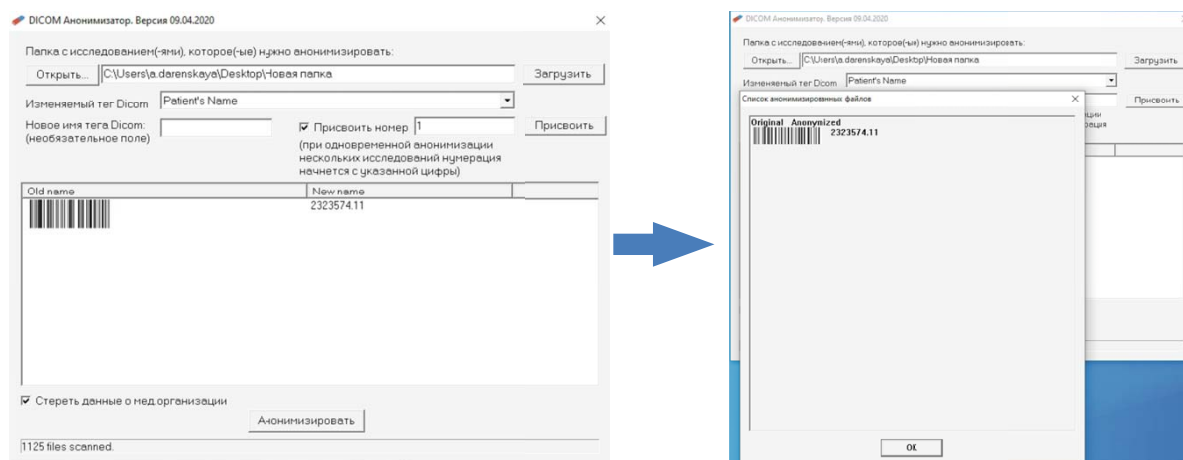 DICOM Анонимизатор. Версия 09.04.2020
Папка с исследованием(-ями), которое(-ые) нужно анонимизировать:
Открыть... C:\Users\a.darenskaya\Desktop\Новая папка Загрузить
Изменяемый тег Dicom Patient's Name
Новое имя тега Dicom: Присвоить номер 1 Присвоить
(необязательное поле)
(при одновременной анонимизации
нескольких исследований нумерация
начнется с указанной цифры)
Old name New name
2323574.11
Стереть данные о мед.организации
Анонимизировать
1125 files scanned.
DICOM Анонимизатор. Версия 09.04.2020
Папка с исследованием(-ями), которое(-ые) нужно анонимизировать:
Открыть... C:\Users\a.darenskaya\Desktop\Новая папка Загрузить
Изменяемый тег Dicom Patient's Name
Список анонимизированных файлов
Присвоить
Original Anonymized
2323574.11
OK